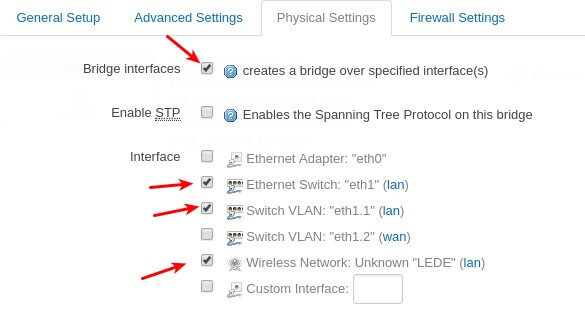 General Setup Advanced Settings Physical Settings Firewall Settings
Bridge interfaces creates a bridge over specified interface(s)
Enable STP Enables the Spanning Tree Protocol on this bridge
Interface Ethernet Adapter: "eth0"
Ethernet Switch: "eth1" (lan)
Switch VLAN: "eth1.1" (lan)
Switch VLAN: "eth1.2" (wan)
Wireless Network: Unknown "LEDE" (lan)
Custom Interface: